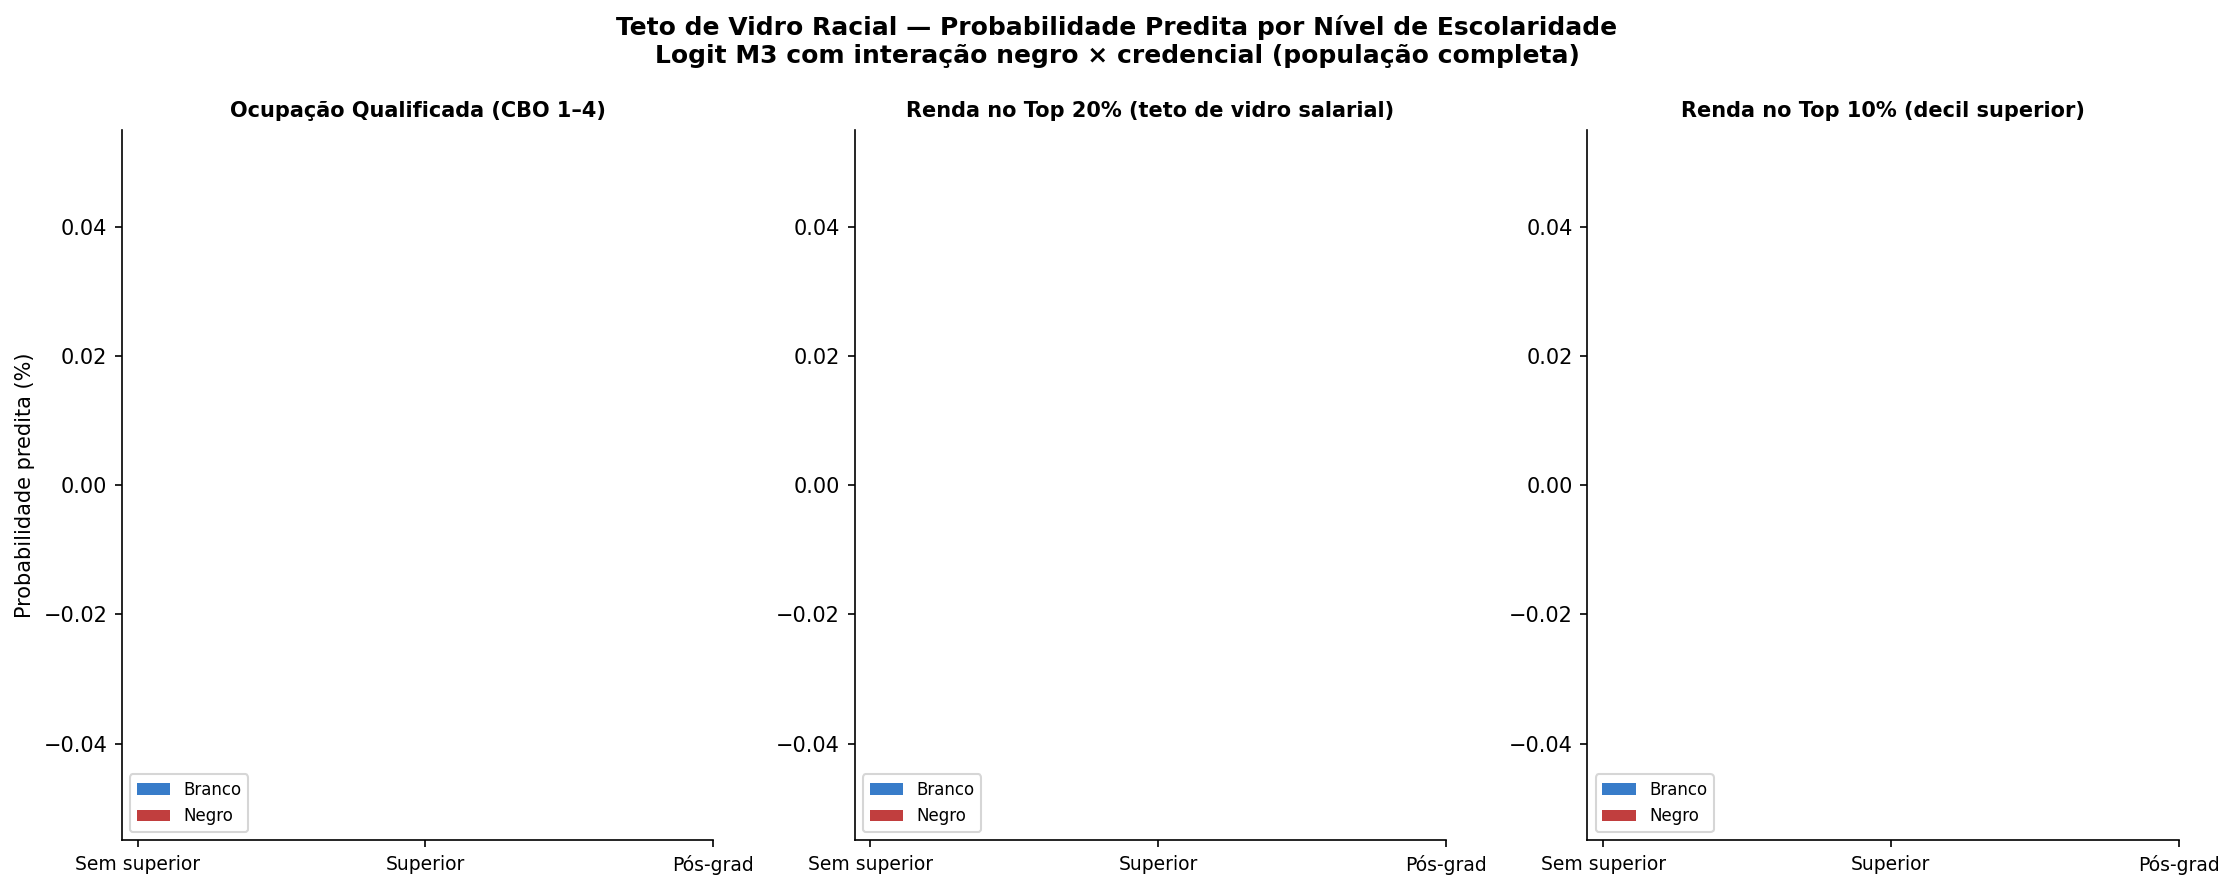 Teto de Vidro Racial — Probabilidade Predita por Nível de Escolaridade
Logit M3 com interação negro × credencial (população completa)
Ocupação Qualificada (CBO 1–4)
Probabilidade predita (%)
0.04
0.02
0.00
−0.02
−0.04
Branco
Negro
Sem superior
Superior
Pós-grad
Renda no Top 20% (teto de vidro salarial)
0.04
0.02
0.00
−0.02
−0.04
Branco
Negro
Sem superior
Superior
Pós-grad
Renda no Top 10% (decil superior)
0.04
0.02
0.00
−0.02
−0.04
Branco
Negro
Sem superior
Superior
Pós-grad